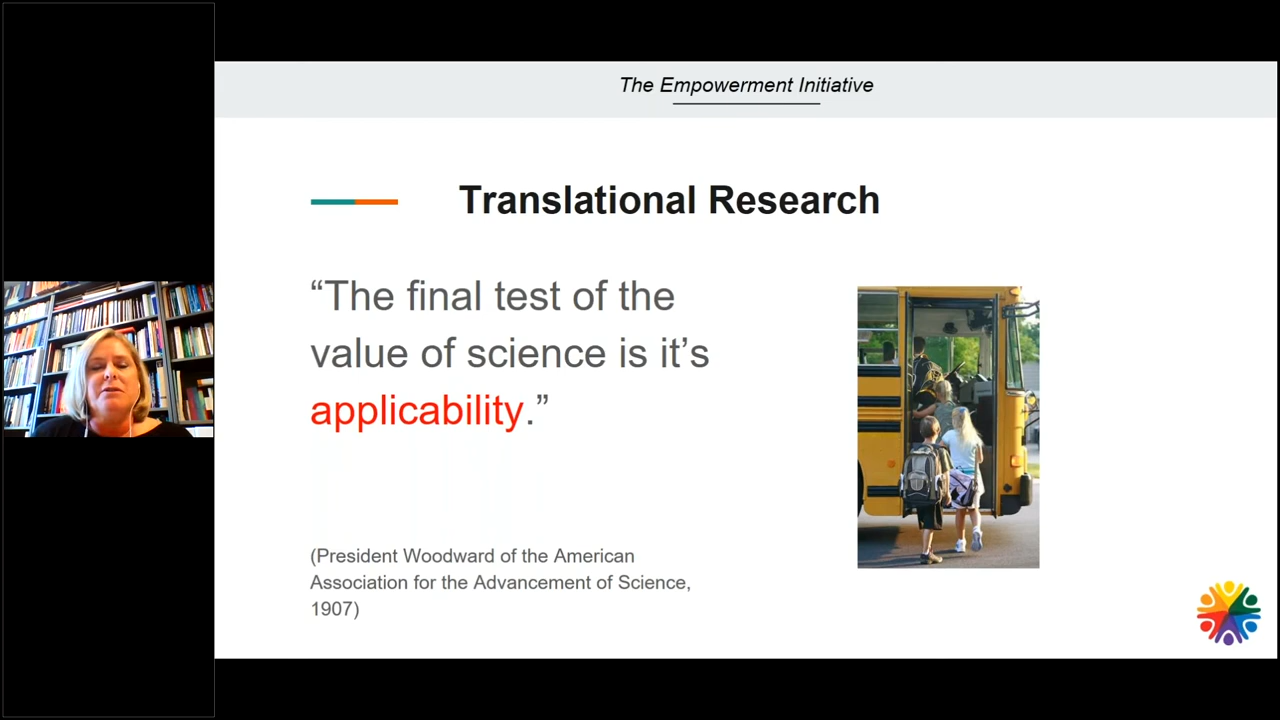 The Empowerment Initiative
Translational Research
“The final test of the
value of science is it’s
applicability.”
(President Woodward of the American
Association for the Advancement of Science,
1907)